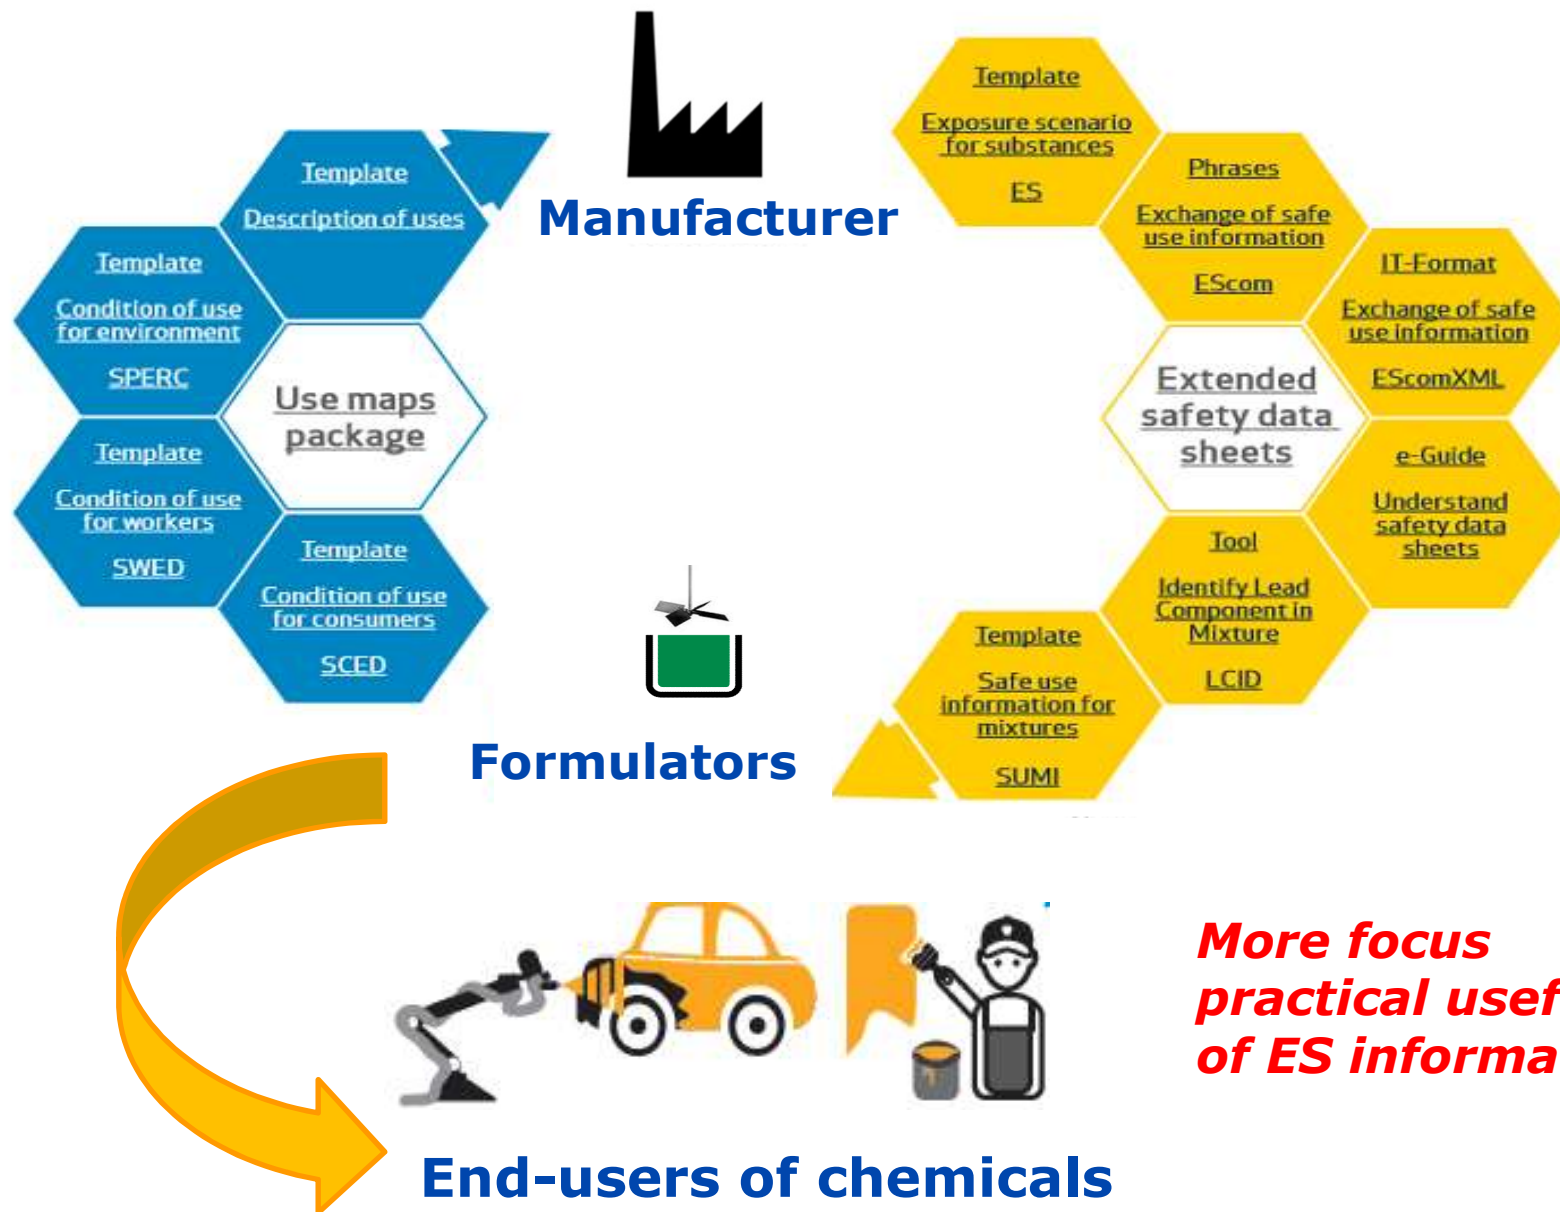 Template
Description of uses
Template
Condition of use
for environment
SPERC
Use maps
package
Template
Condition of use
for workers
SWED
Template
Condition of use
for consumers
SCED
Manufacturer
Template
Exposure scenario
for substances
ES
Phrases
Exchange of safe
use information
EScom
IT-Format
Exchange of safe
use information
EScomXML
Extended
safety data
sheets
e-Guide
Understand
safety data
sheets
Tool
Identify Lead
Component in
Mixture
LCID
Template
Safe use
information for
mixtures
SUMI
Formulators
More focus
practical usef
of ES informa
End-users of chemicals